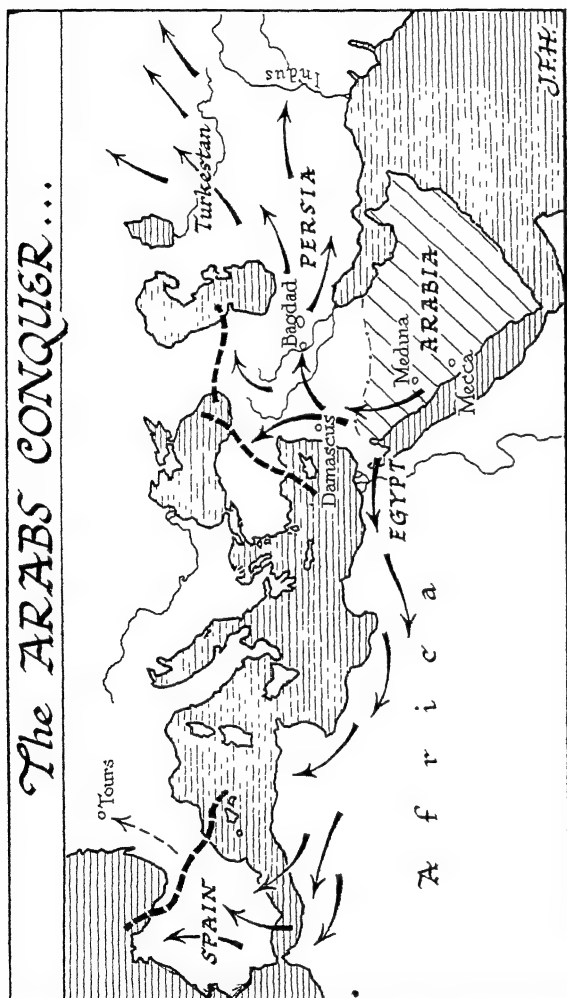 The ARABS CONQUER...
Tours
SPAIN
Africa
EGYPT
Damascus
Medina
Mecca
ARABIA
Bagdad
PERSIA
Turkestan
Indus
J.F.H.